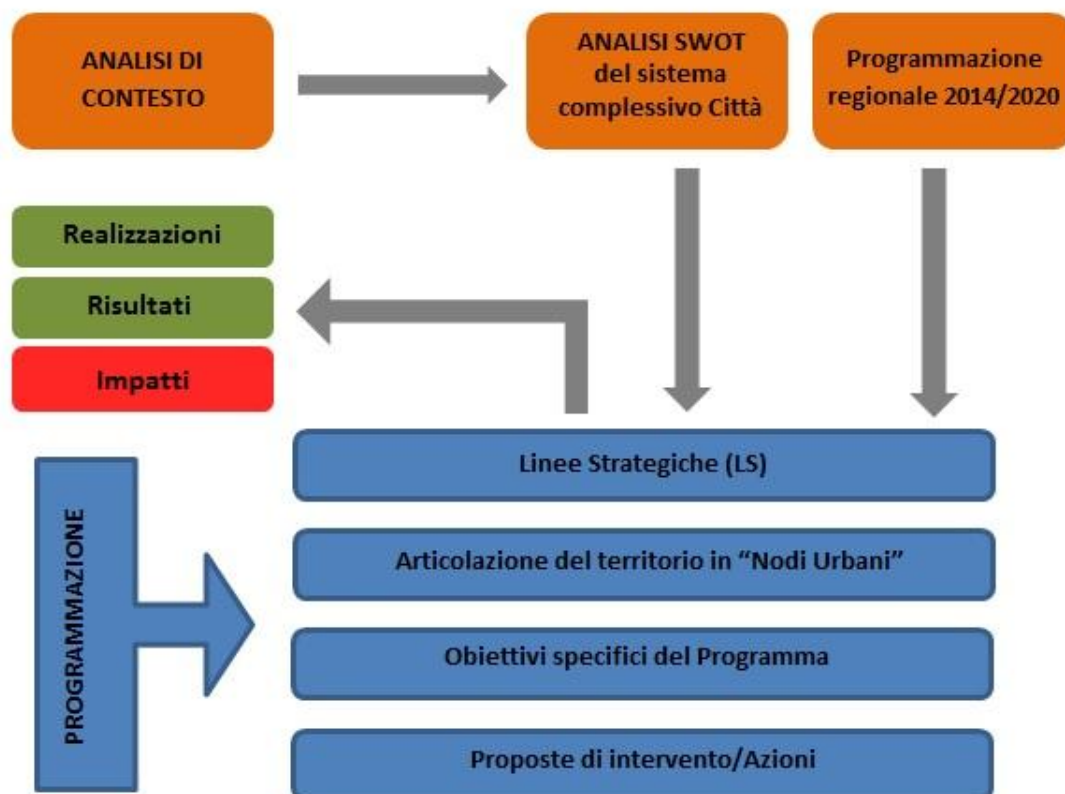 ANALISI DI
CONTESTO
ANALISI SWOT
del sistema
complessivo Città
Programmazione
regionale 2014/2020
Realizzazioni
Risultati
Impatti
Linee Strategiche (LS)
Articolazione del territorio in “Nodi Urbani”
Obiettivi specifici del Programma
Proposte di intervento/Azioni
PROGRAMMAZIONE